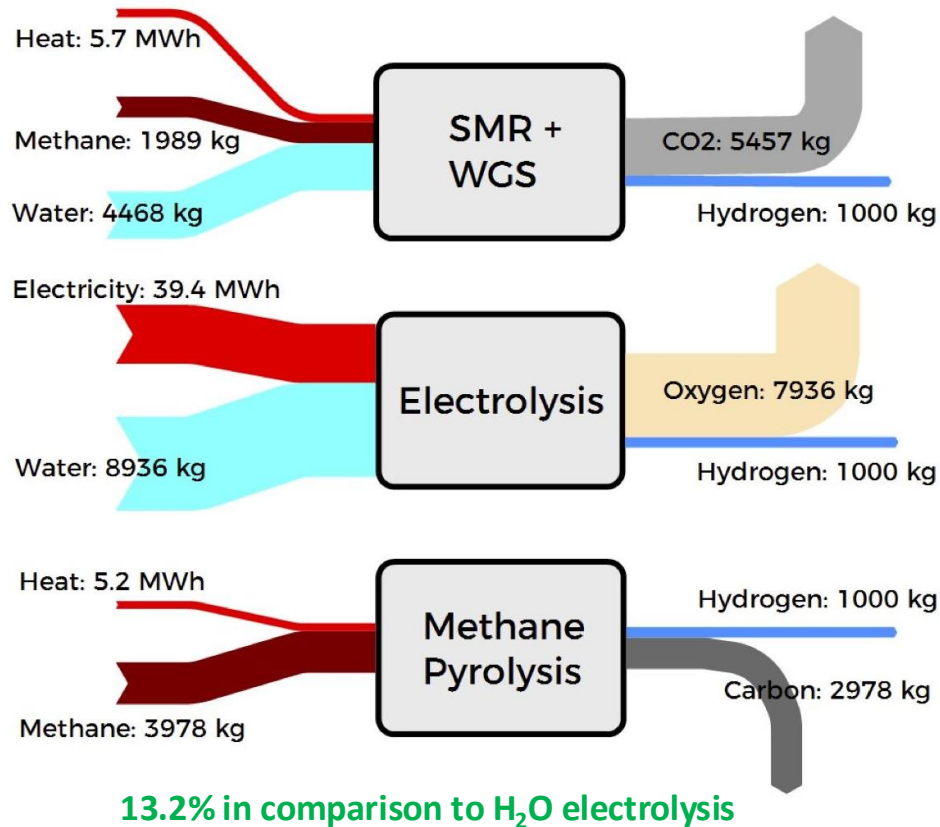 Heat: 5.7 MWh
Methane: 1989 kg
Water: 4468 kg
SMR +
WGS
CO2: 5457 kg
Hydrogen: 1000 kg
Electricity: 39.4 MWh
Water: 8936 kg
Electrolysis
Oxygen: 7936 kg
Hydrogen: 1000 kg
Heat: 5.2 MWh
Methane: 3978 kg
Methane
Pyrolysis
Hydrogen: 1000 kg
Carbon: 2978 kg
13.2% in comparison to H₂O electrolysis